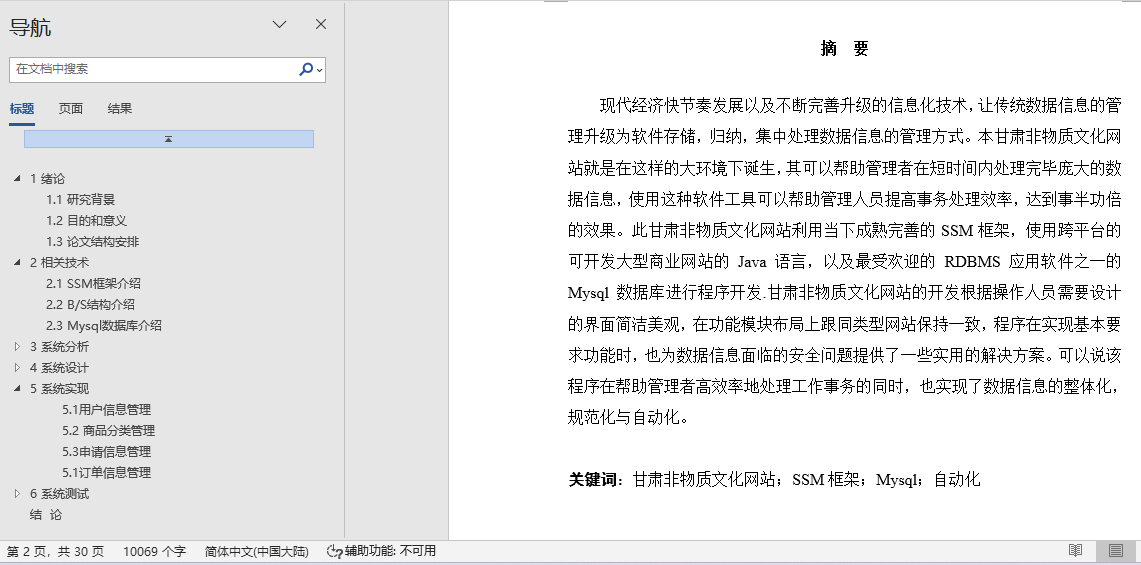 导航
在文档中搜索
标题 页面 结果
1 绪论
1.1 研究背景
1.2 目的和意义
1.3 论文结构安排
2 相关技术
2.1 SSM框架介绍
2.2 B/S结构介绍
2.3 Mysql数据库介绍
3 系统分析
4 系统设计
5 系统实现
5.1用户信息管理
5.2 商品分类管理
5.3申请信息管理
5.1订单信息管理
6 系统测试
结 论
摘 要
现代经济快节奏发展以及不断完善升级的信息化技术，让传统数据信息的管
理升级为软件存储，归纳，集中处理数据信息的管理方式。本甘肃非物质文化网
站就是在这样的大环境下诞生，其可以帮助管理者在短时间内处理完毕庞大的数
据信息，使用这种软件工具可以帮助管理人员提高事务处理效率，达到事半功倍
的效果。此甘肃非物质文化网站利用当下成熟完善的 SSM 框架，使用跨平台的
可开发大型商业网站的 Java 语言，以及最受欢迎的 RDBMS 应用软件之一的
Mysql 数据库进行程序开发.甘肃非物质文化网站的开发根据操作人员需要设计
的界面简洁美观，在功能模块布局上跟同类型网站保持一致，程序在实现基本要
求功能时，也为数据信息面临的安全问题提供了一些实用的解决方案。可以说该
程序在帮助管理者高效率地处理工作事务的同时，也实现了数据信息的整体化，
规范化与自动化。
关键词：甘肃非物质文化网站；SSM 框架；Mysql；自动化
第 2 页，共 30 页 10069 个字 简体中文(中国大陆) 辅助功能: 不可用